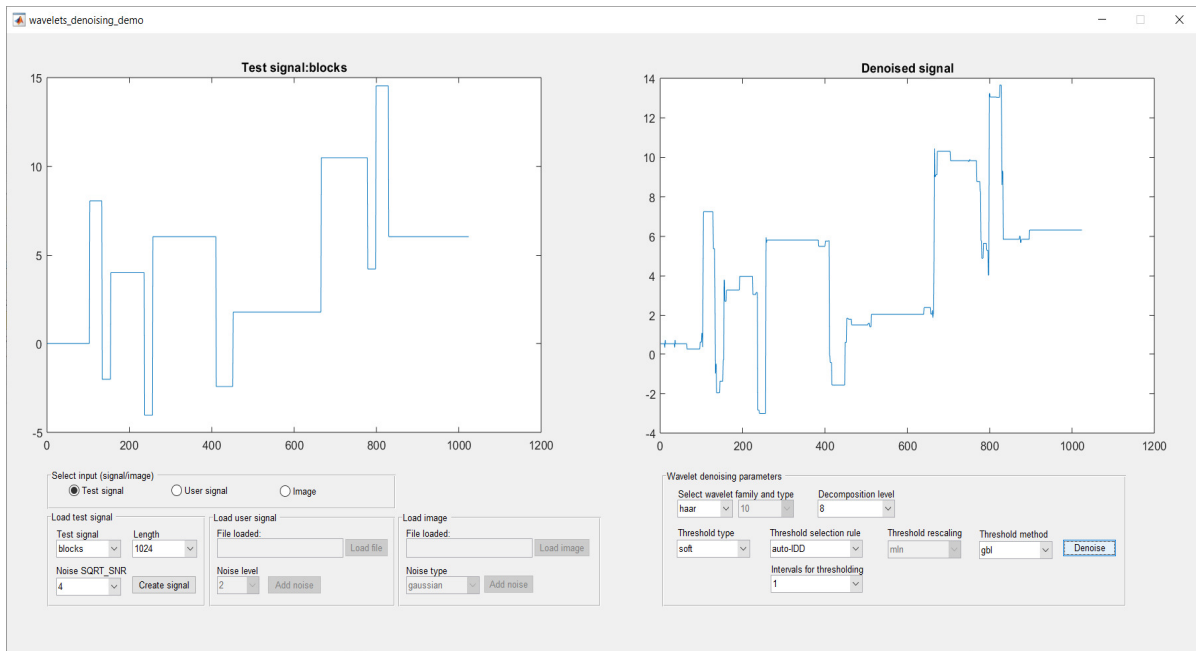 wavelets_denoising_demo
Test signal:blocks
15
10
5
0
-5
0 200 400 600 800 1000 1200
Denoised signal
14
12
10
8
6
4
2
0
-2
-4
0 200 400 600 800 1000 1200
Select input (signal/image)
Test signal User signal Image
Load test signal
Test signal Length
blocks 1024
Noise SQRT_SNR
4 Create signal
Load user signal
File loaded:
Load file
Noise level
2 Add noise
Load image
File loaded:
Load image
Noise type
gaussian Add noise
Wavelet denoising parameters
Select wavelet family and type Decomposition level
haar 10 8
Threshold type Threshold selection rule Threshold rescaling Threshold method
soft auto-IDD mln gbl Denoise
Intervals for thresholding
1